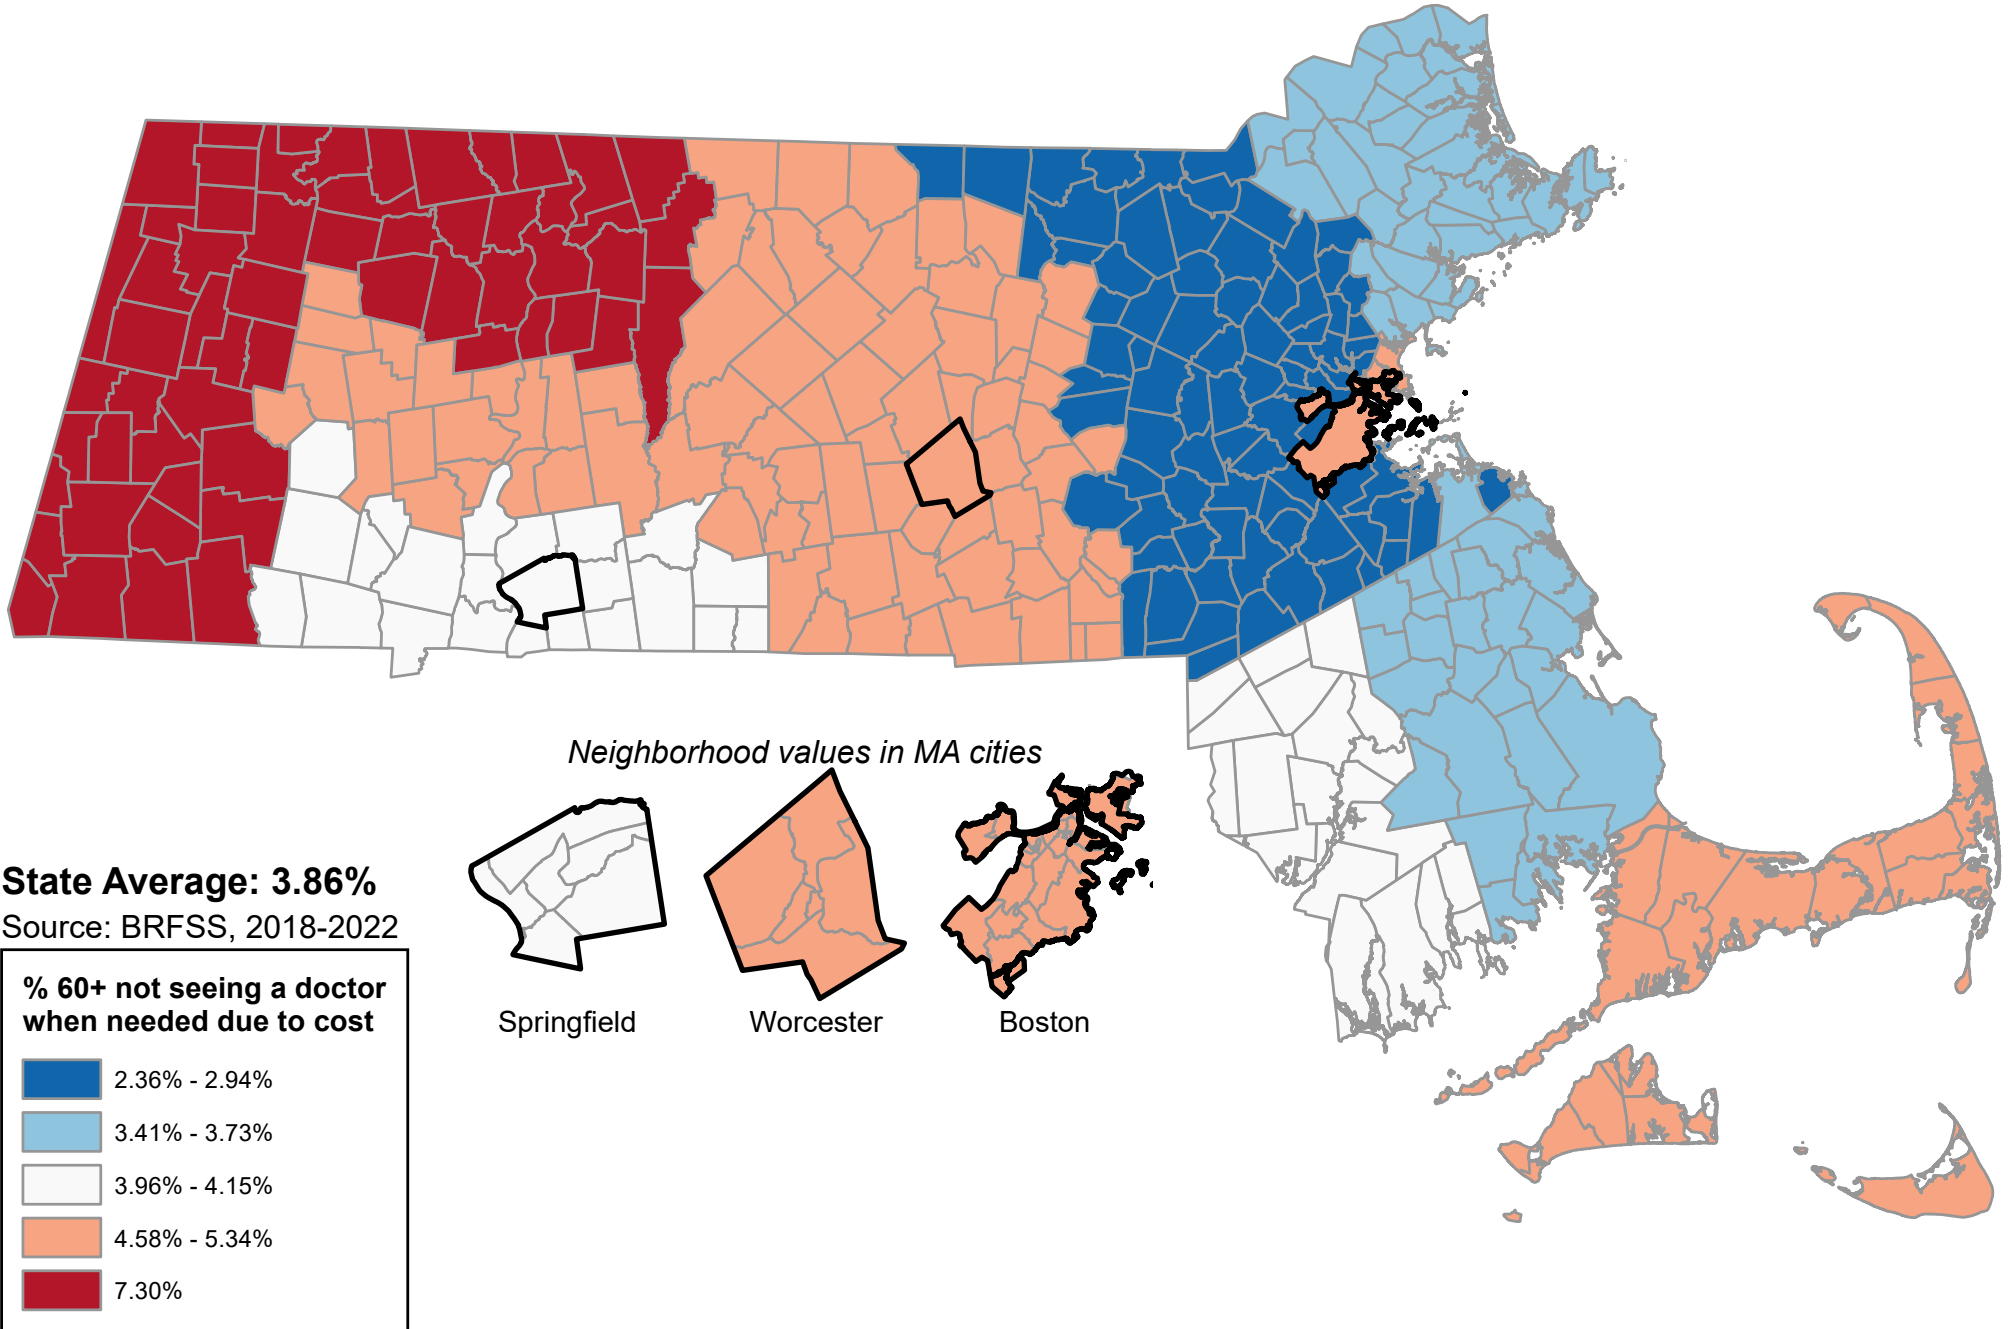 Neighborhood values in MA cities
State Average: 3.86%
Source: BRFSS, 2018-2022
% 60+ not seeing a doctor
when needed due to cost
2.36% - 2.94%
3.41% - 3.73%
3.96% - 4.15%
4.58% - 5.34%
7.30%
Springfield
Worcester
Boston